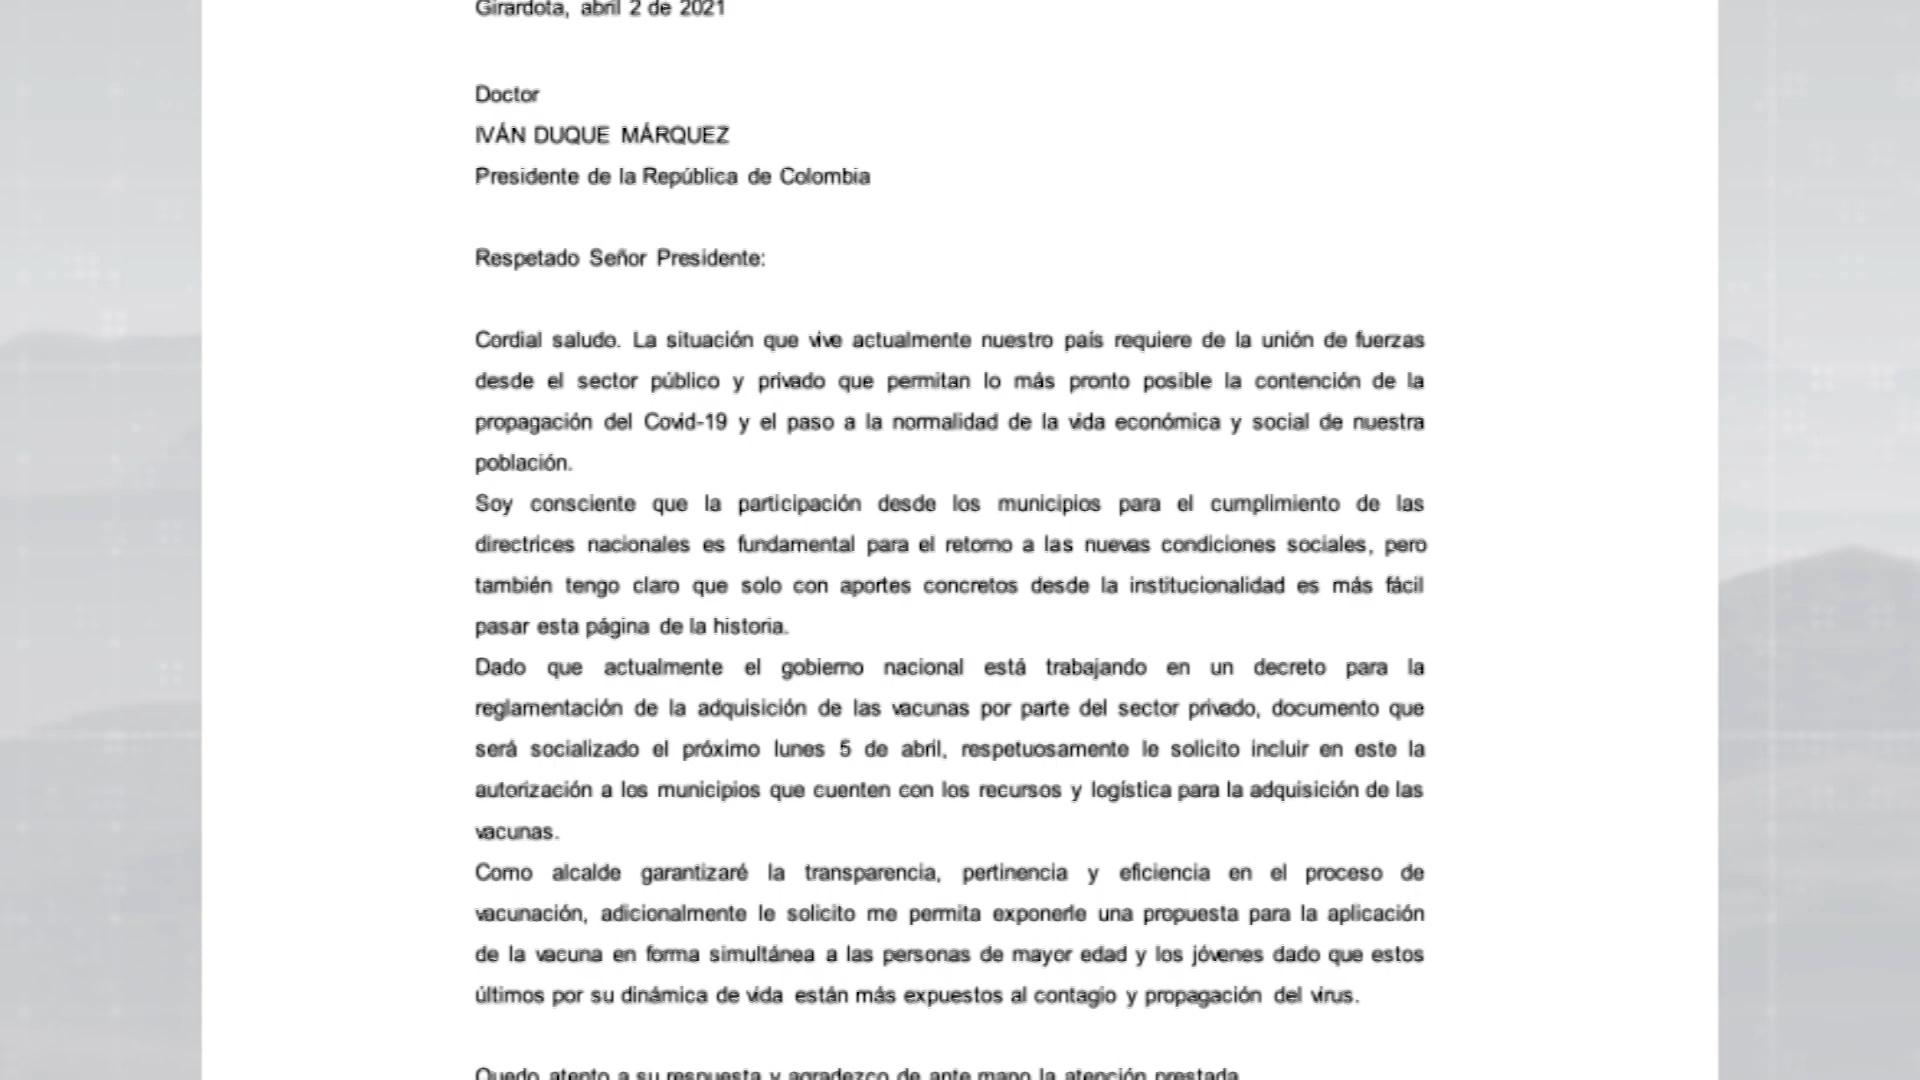 Girardota, abril 2 de 2021
Doctor
IVÁN DUQUE MÁRQUEZ
Presidente de la República de Colombia
Respetado Señor Presidente:
Cordial saludo. La situación que vive actualmente nuestro país requiere de la unión de fuerzas
desde el sector público y privado que permitan lo más pronto posible la contención de la
propagación del Covid-19 y el paso a la normalidad de la vida económica y social de nuestra
población.
Soy consciente que la participación desde los municipios para el cumplimiento de las
directrices nacionales es fundamental para el retorno a las nuevas condiciones sociales, pero
también tengo claro que solo con aportes concretos desde la institucionalidad es más fácil
pasar esta página de la historia.
Dado que actualmente el gobierno nacional está trabajando en un decreto para la
reglamentación de la adquisición de las vacunas por parte del sector privado, documento que
será socializado el próximo lunes 5 de abril, respetuosamente le solicito incluir en este la
autorización a los municipios que cuenten con los recursos y logística para la adquisición de las
vacunas.
Como alcalde garantizaré la transparencia, pertinencia y eficiencia en el proceso de
vacunación, adicionalmente le solicito me permita exponerle una propuesta para la aplicación
de la vacuna en forma simultánea a las personas de mayor edad y los jóvenes dado que estos
últimos por su dinámica de vida están más expuestos al contagio y propagación del virus.
Quedo atento a su respuesta y agradezco de ante mano la atención prestada